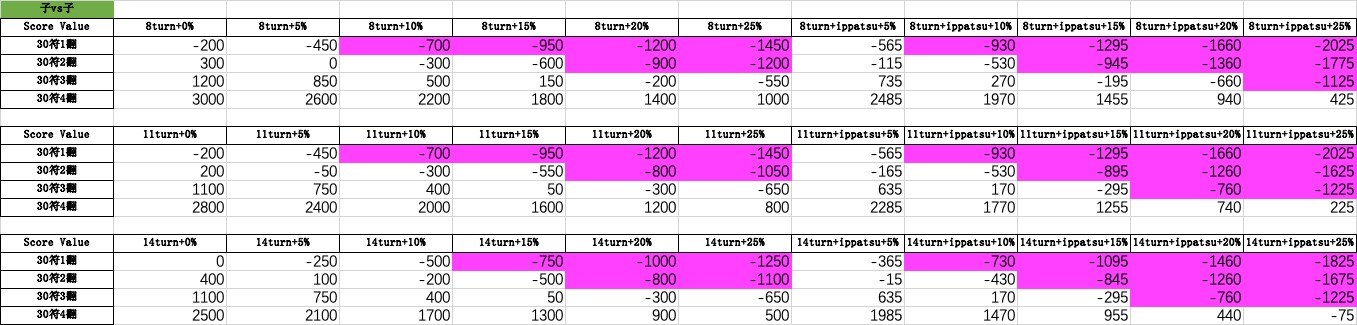 子vs子
Score Value 8turn+0% 8turn+5% 8turn+10% 8turn+15% 8turn+20% 8turn+25% 8turn+ippatsu+5% 8turn+ippatsu+10% 8turn+ippatsu+15% 8turn+ippatsu+20% 8turn+ippatsu+25%
30符1翻 -200 -450 -700 -950 -1200 -1450 -565 -930 -1295 -1660 -2025
30符2翻 300 0 -300 -600 -900 -1200 -115 -530 -945 -1360 -1775
30符3翻 1200 850 500 150 -200 -550 735 270 -195 -660 -1125
30符4翻 3000 2600 2200 1800 1400 1000 2485 1970 1455 940 425
Score Value 11turn+0% 11turn+5% 11turn+10% 11turn+15% 11turn+20% 11turn+25% 11turn+ippatsu+5% 11turn+ippatsu+10% 11turn+ippatsu+15% 11turn+ippatsu+20% 11turn+ippatsu+25%
30符1翻 -200 -450 -700 -950 -1200 -1450 -565 -930 -1295 -1660 -2025
30符2翻 200 -50 -300 -550 -800 -1050 -165 -530 -895 -1260 -1625
30符3翻 1100 750 400 50 -300 -650 635 170 -295 -760 -1225
30符4翻 2800 2400 2000 1600 1200 800 2285 1770 1255 740 225
Score Value 14turn+0% 14turn+5% 14turn+10% 14turn+15% 14turn+20% 14turn+25% 14turn+ippatsu+5% 14turn+ippatsu+10% 14turn+ippatsu+15% 14turn+ippatsu+20% 14turn+ippatsu+25%
30符1翻 0 -250 -500 -750 -1000 -1250 -365 -730 -1095 -1460 -1825
30符2翻 400 100 -200 -500 -800 -1100 -15 -430 -845 -1260 -1675
30符3翻 1100 750 400 50 -300 -650 635 170 -295 -760 -1225
30符4翻 2500 2100 1700 1300 900 500 1985 1470 955 440 -75